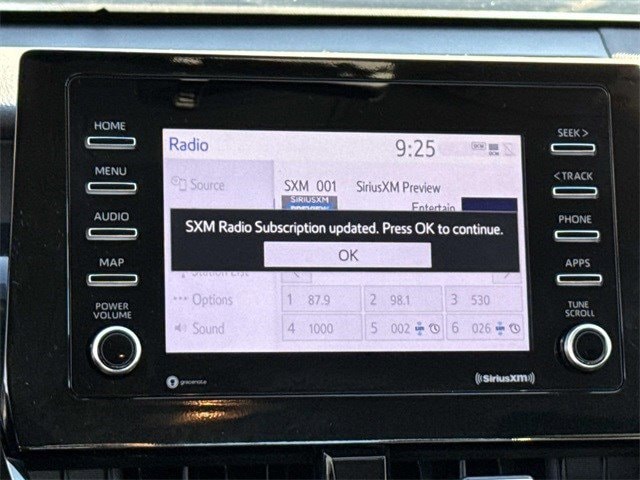 HOME
MENU
AUDIO
MAP
POWER
VOLUME
Radio
9:25
DCM
Source
SXM 001 SiriusXM Preview
SIRIUSXM
Entertain
SXM Radio Subscription updated. Press OK to continue.
OK
Station List
Options
1 87.9
2 98.1
3 530
Sound
4 1000
5 002
6 026
SEEK >
< TRACK
PHONE
APPS
TUNE
SCROLL
gracenote
SiriusXM